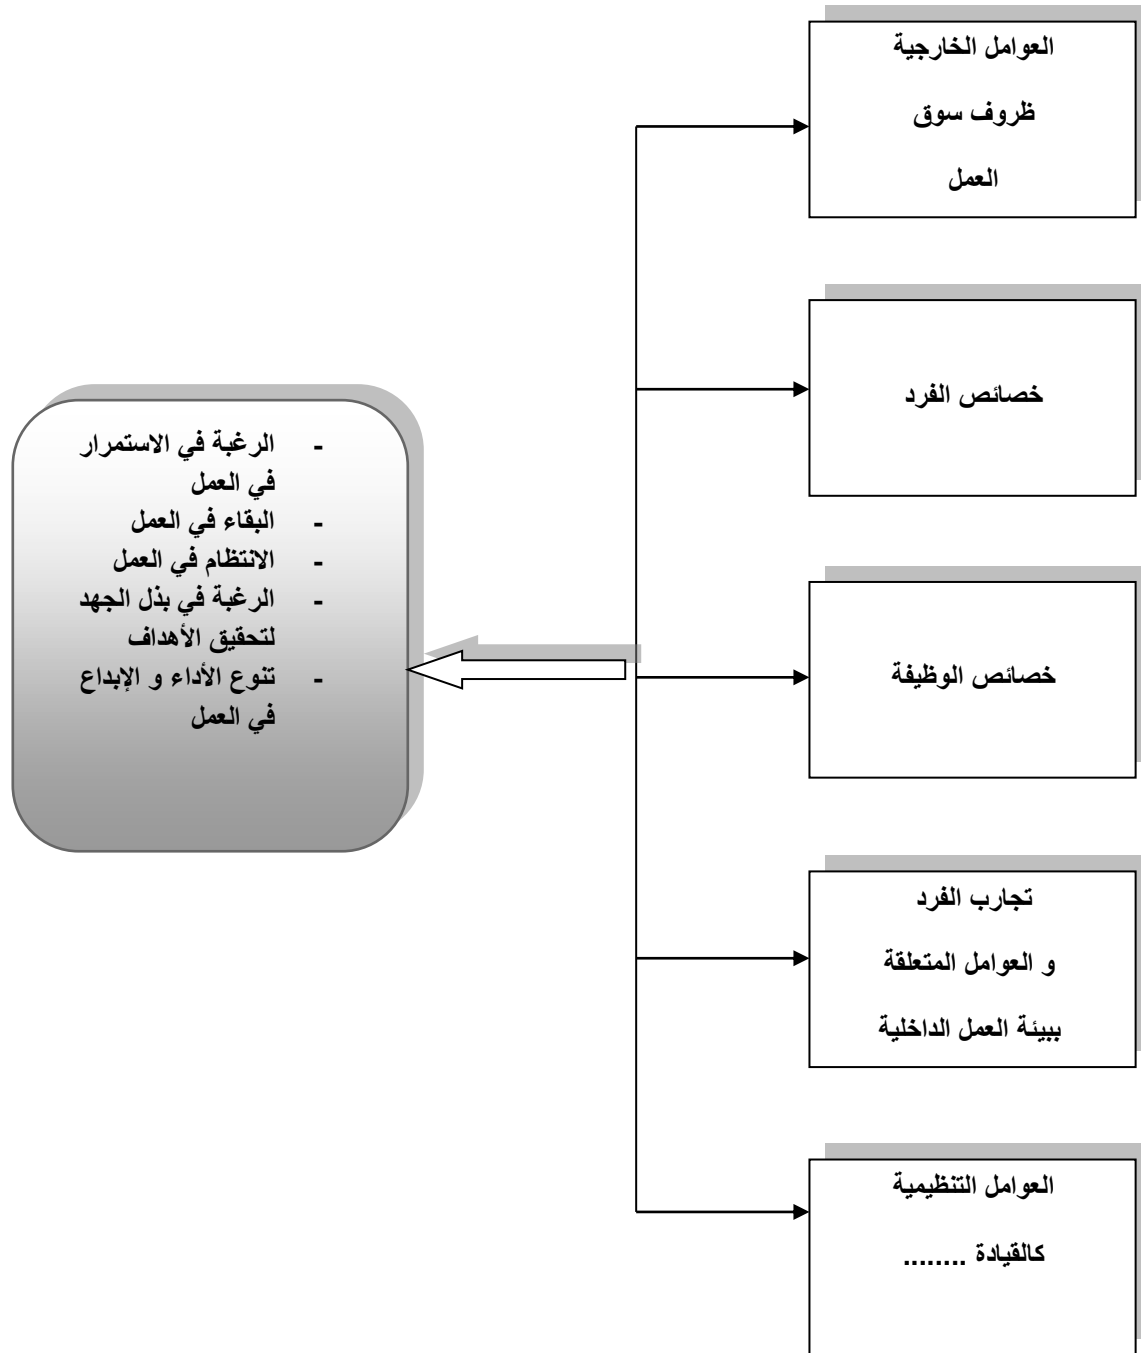 العوامل الخارجية
ظروف سوق
العمل
خصائص الفرد
خصائص الوظيفة
تجارب الفرد
و العوامل المتعلقة
ببيئة العمل الداخلية
العوامل التنظيمية
كالقيادة ........
- الرغبة في الاستمرار
في العمل
- البقاء في العمل
- الانتظام في العمل
- الرغبة في بذل الجهد
لتحقيق الأهداف
- تنوع الأداء و الإبداع
في العمل